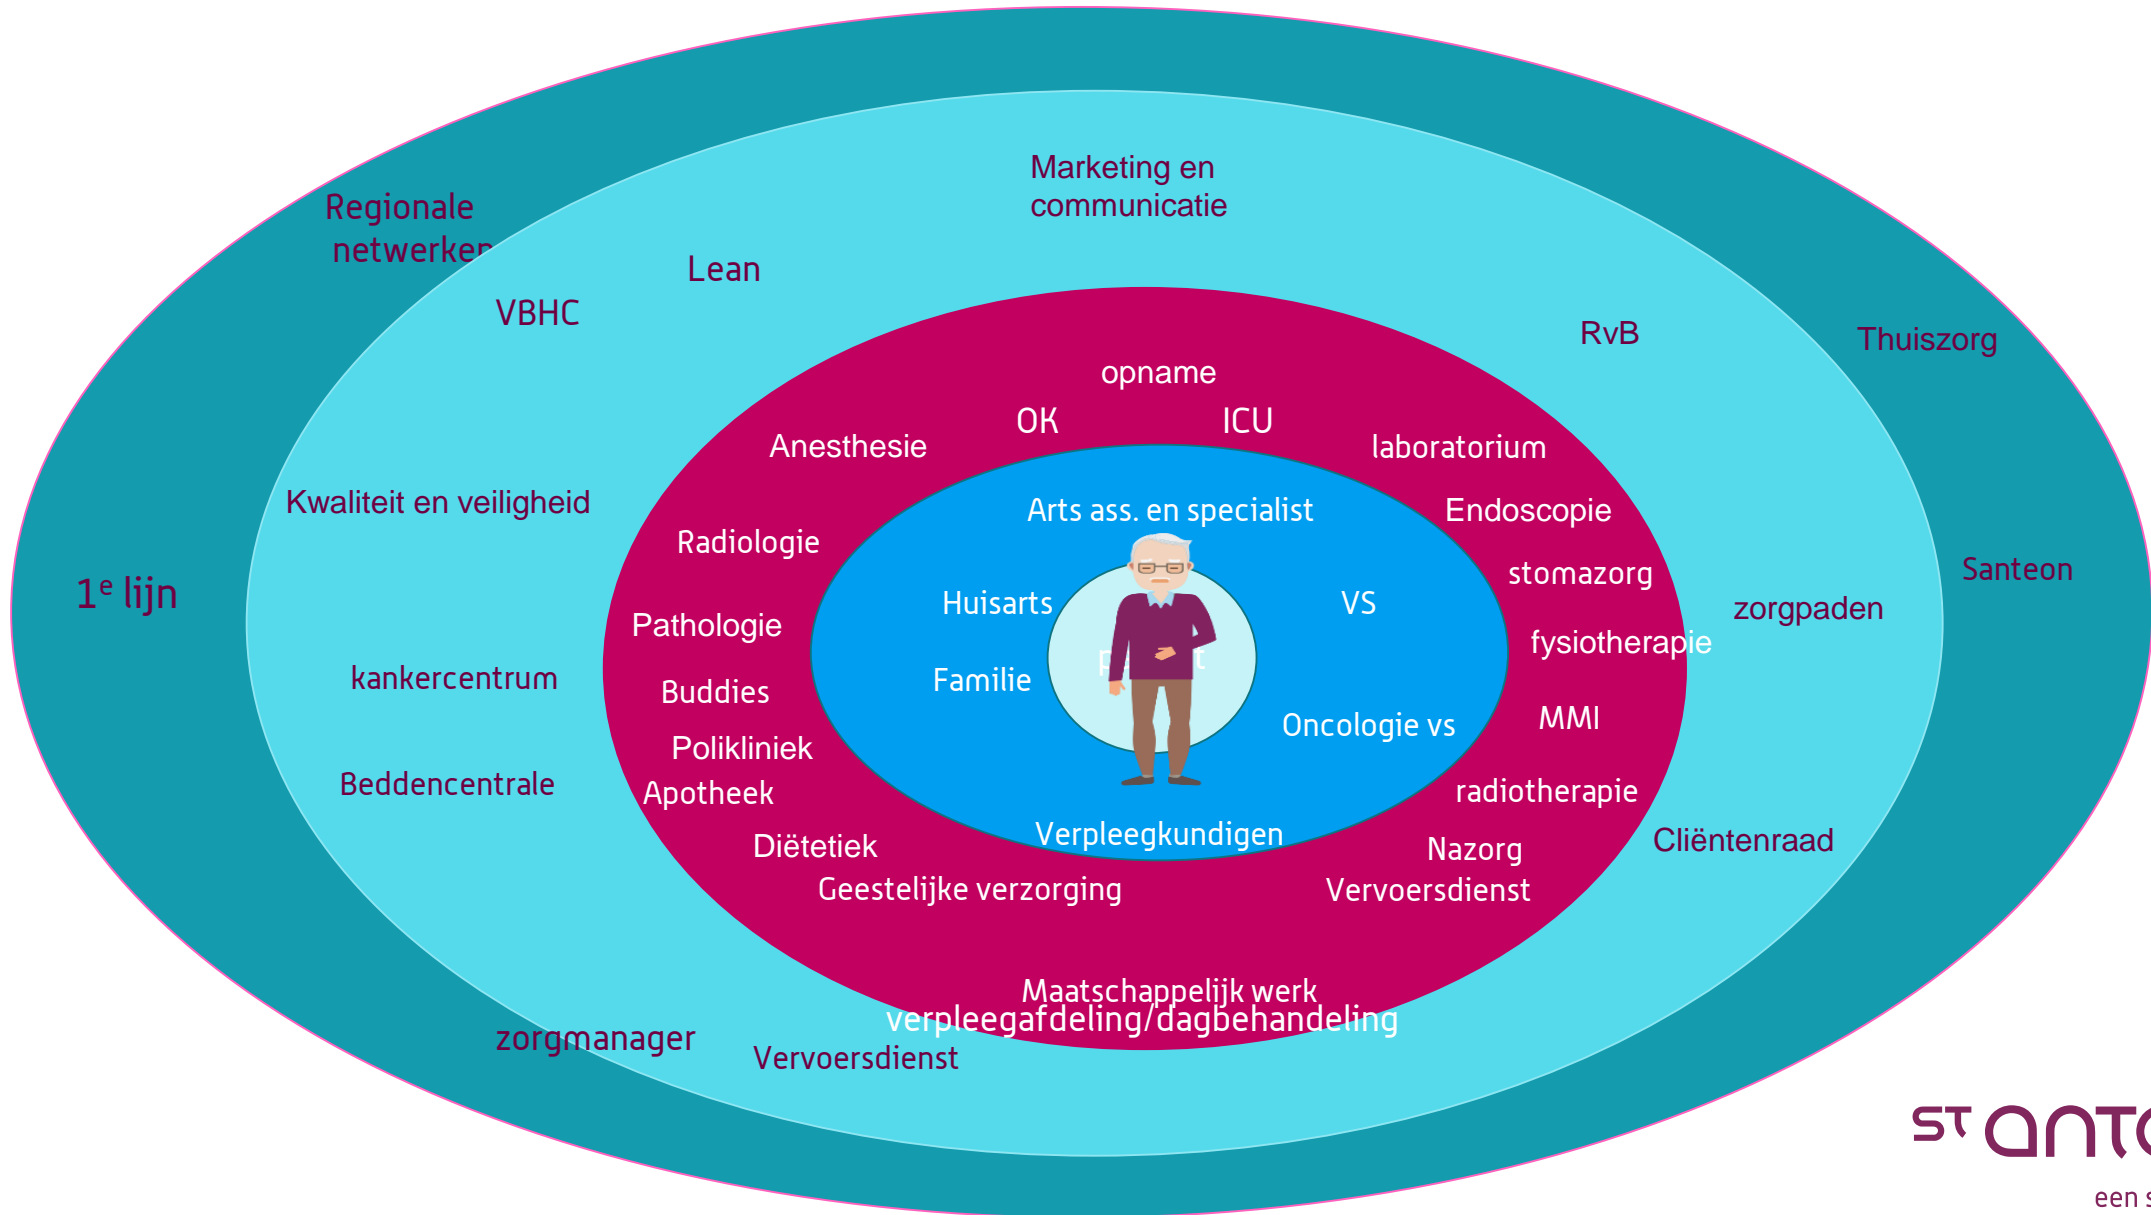 Marketing en
communicatie
Regionale
netwerken
Lean
VBHC
RvB
Thuiszorg
opname
OK
ICU
Anesthesie
laboratorium
Kwaliteit en veiligheid
Arts ass. en specialist
Endoscopie
Radiologie
stomazorg
Santeon
1e lijn
Huisarts
VS
zorgpaden
Pathologie
fysiotherapie
kankercentrum
Familie
Buddies
MMI
Oncologie vs
Polikliniek
Beddencentrale
Apotheek
radiotherapie
Verpleegkundigen
Cliëntenraad
Diëtetiek
Nazorg
Geestelijke verzorging
Vervoersdienst
Maatschappelijk werk
verpleegafdeling/dagbehandeling
zorgmanager
Vervoersdienst
ST
een